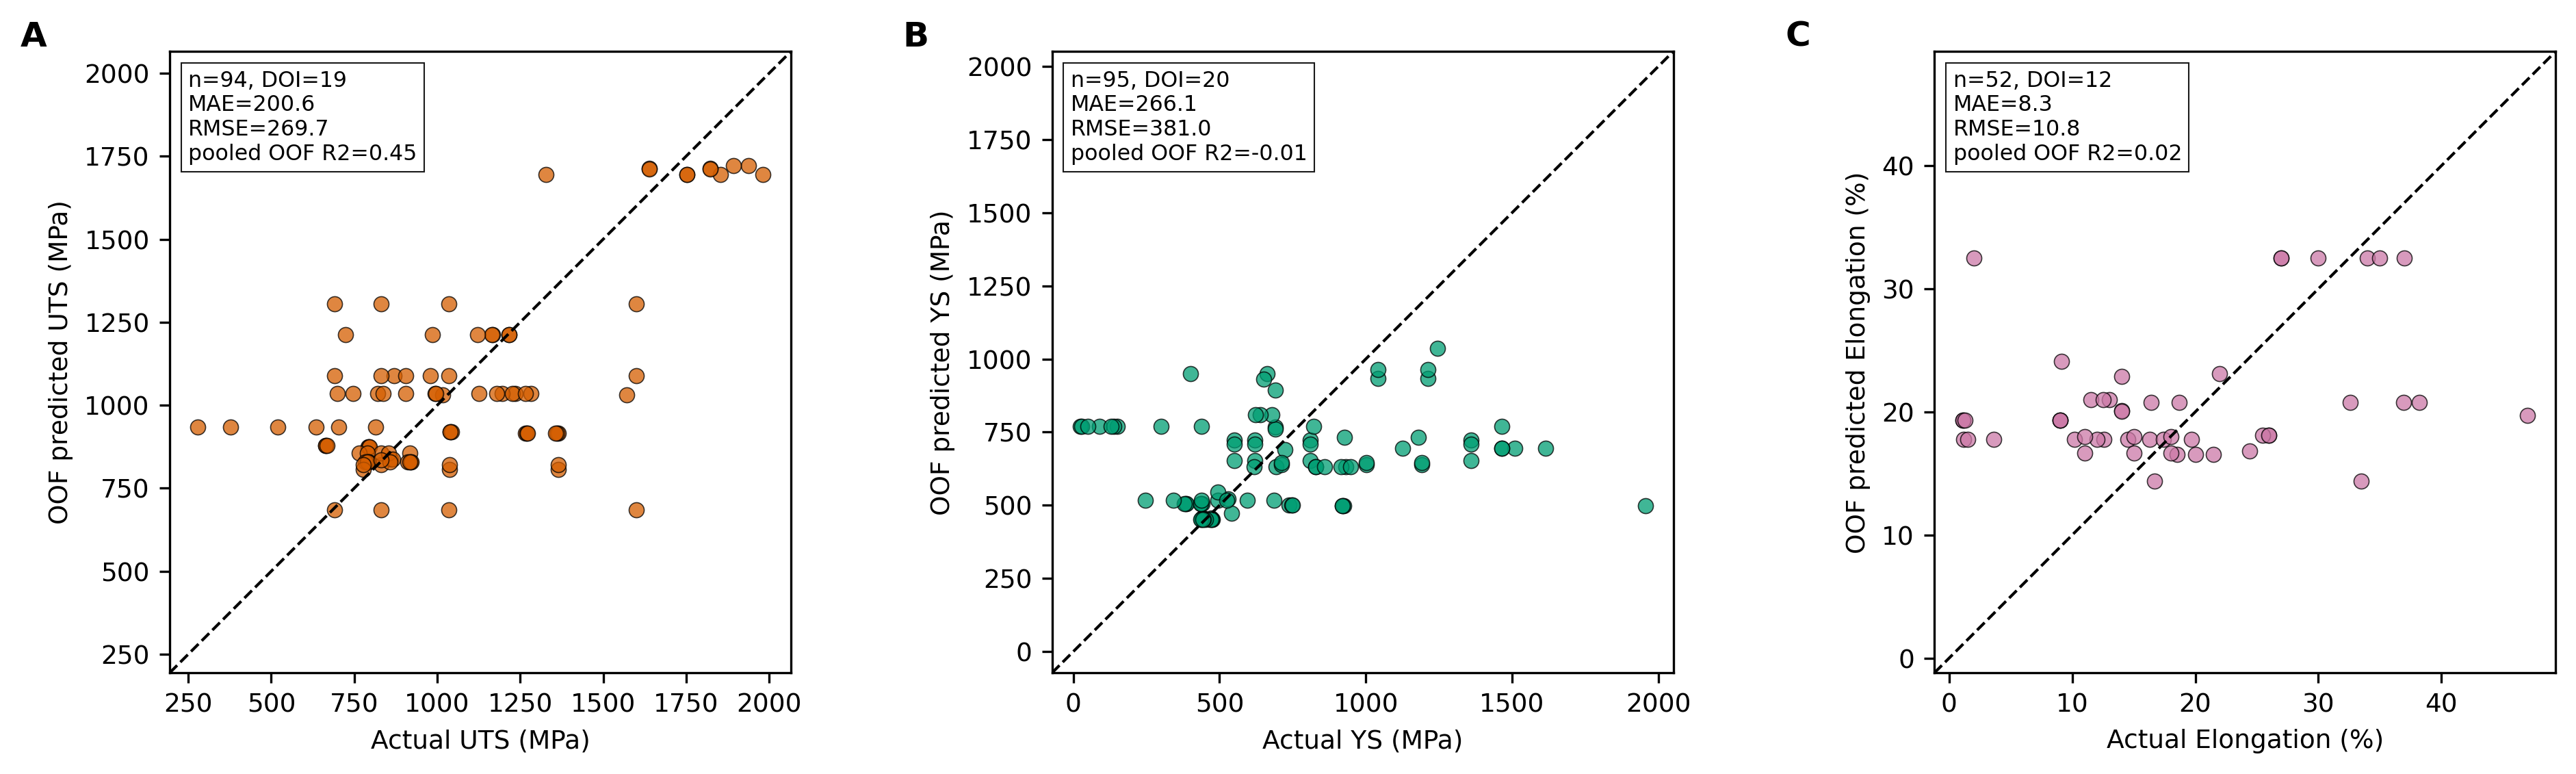 A
n=94, DOI=19
MAE=200.6
RMSE=269.7
pooled OOF R2=0.45
OOF predicted UTS (MPa)
2000
1750
1500
1250
1000
750
500
250
250 500 750 1000 1250 1500 1750 2000
Actual UTS (MPa)
B
n=95, DOI=20
MAE=266.1
RMSE=381.0
pooled OOF R2=-0.01
OOF predicted YS (MPa)
2000
1750
1500
1250
1000
750
500
250
0
0 500 1000 1500 2000
Actual YS (MPa)
C
n=52, DOI=12
MAE=8.3
RMSE=10.8
pooled OOF R2=0.02
OOF predicted Elongation (%)
40
30
20
10
0
0 10 20 30 40
Actual Elongation (%)